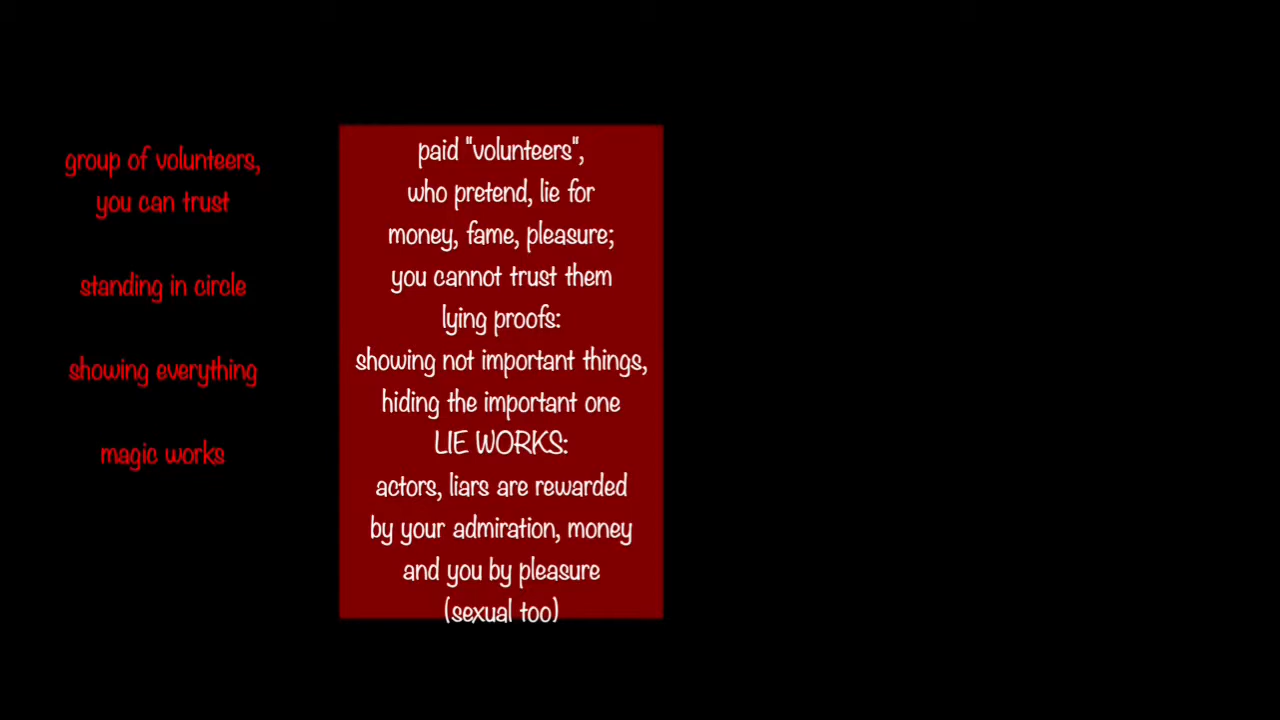 group of volunteers,
you can trust
standing in circle
showing everything
magic works
paid "volunteers",
who pretend, lie for
money, fame, pleasure;
you cannot trust them
lying proofs:
showing not important things,
hiding the important one
LIE WORKS:
actors, liars are rewarded
by your admiration, money
and you by pleasure
(sexual too)